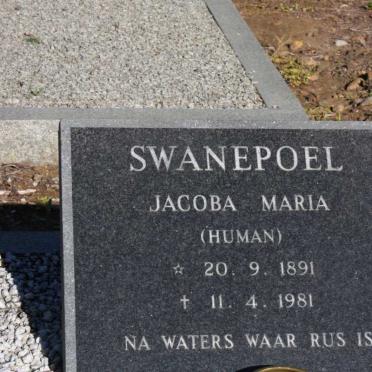 SWANEPOEL
JACOBA MARIA
(HUMAN)
☆ 20. 9. 1891
† 11. 4. 1981
NA WATERS WAAR RUS IS